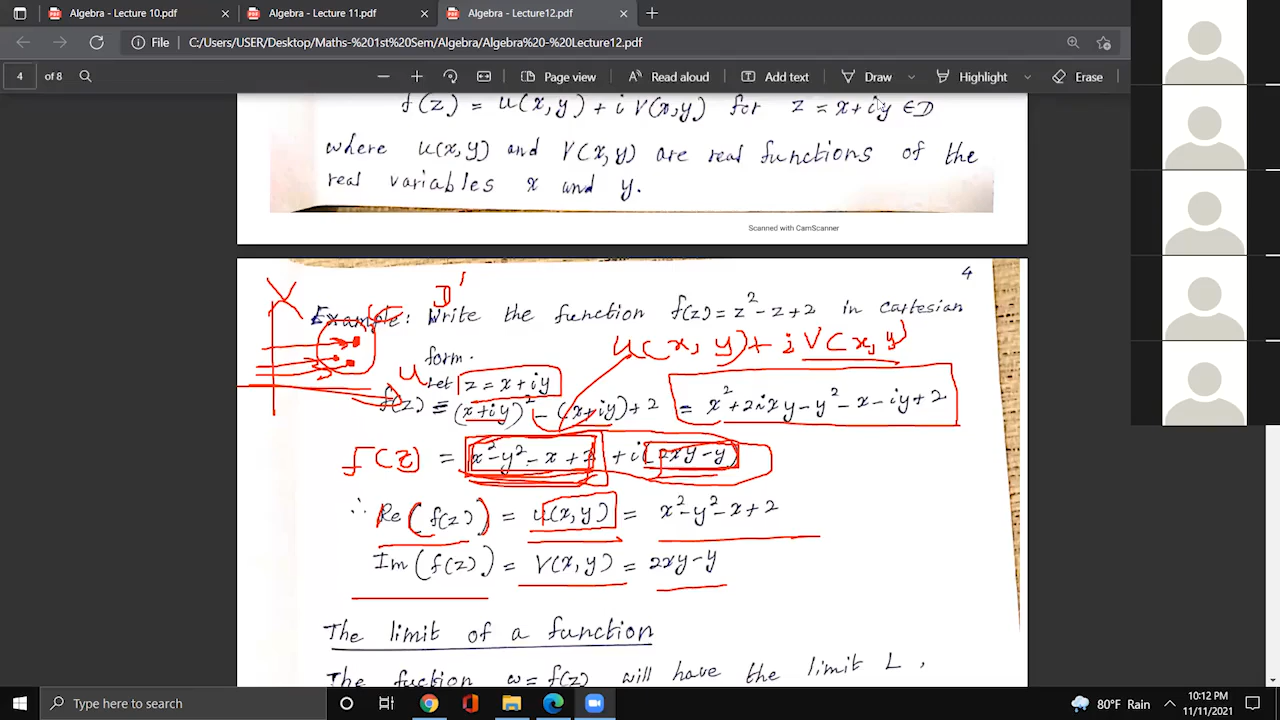 Algebra - Lecture 10.pdf
Algebra - Lecture 11.pdf
Algebra - Lecture12.pdf
File
C:/Users/USER/Desktop/Maths-%201st%20Sem/Algebra/Algebra%20-%20Lecture12.pdf
4 of 8
Page view
Read aloud
Add text
Draw
Highlight
Erase
f(z) = u(x,y) + i V(x,y) for z = x+iy ∈ D
where u(x,y) and V(x,y) are real functions of the
real variables x and y.
Scanned with CamScanner
4
V
D'
Example: Write the function f(z) = z² - z + 2 in cartesian
form.
u(x, y) + i V(x, y)
u
Let z = x + iy
f(z) = (x+iy)² - (x+iy) + 2 = x² + 2ixy - y² - x - iy + 2
f(z) = x² - y² - x + 2 + i(2xy - y)
∴ Re(f(z)) = u(x,y) = x² - y² - x + 2
Im(f(z)) = V(x,y) = 2xy - y
The limit of a function
The fuction w = f(z) will have the limit L,
Type here to search
80°F Rain
10:12 PM
11/11/2021